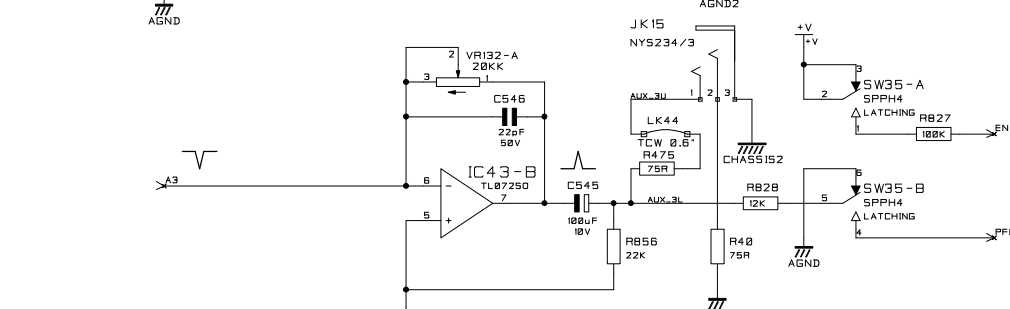 AGND2
AGND
JK15
NYS234/3
+V
+V
2
VR132-A
20KK
3
1
3
SW35-A
SPPH4
LATCHING
2
C546
22pF
50V
AUX_3U
1
2
3
LK44
TCW 0.6"
R827
100K
1
EN
CHASSIS2
R475
75R
A3
6
-
IC43-B
TL072SO
7
C545
100uF
10V
5
+
AUX_3L
R828
12K
6
SW35-B
SPPH4
LATCHING
5
4
R856
22K
R40
75R
AGND